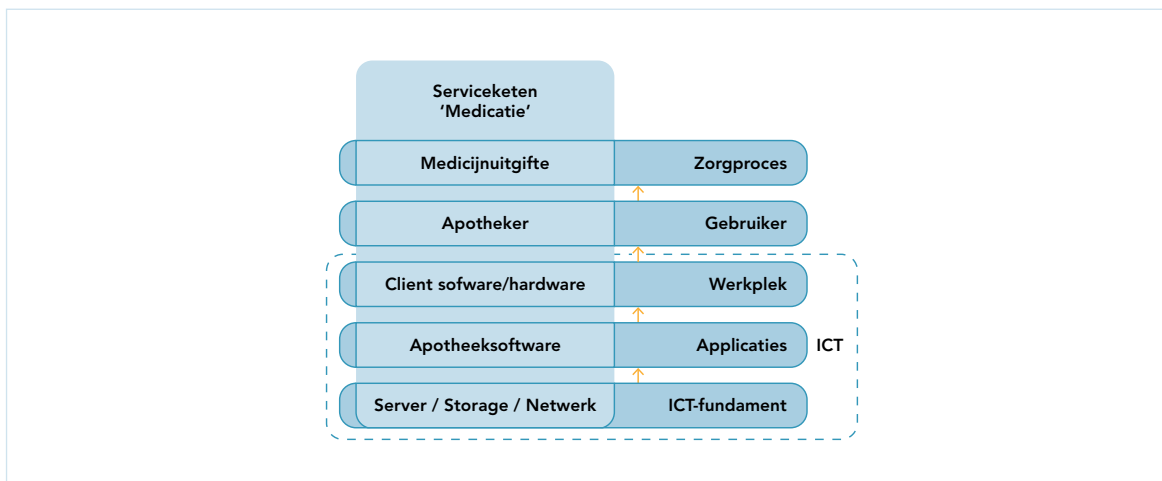 Serviceketen
‘Medicatie’
Medicijnuitgifte Zorgproces
Apotheker Gebruiker
Client sofware/hardware Werkplek
Apotheeksoftware Applicaties ICT
Server / Storage / Netwerk ICT-fundament